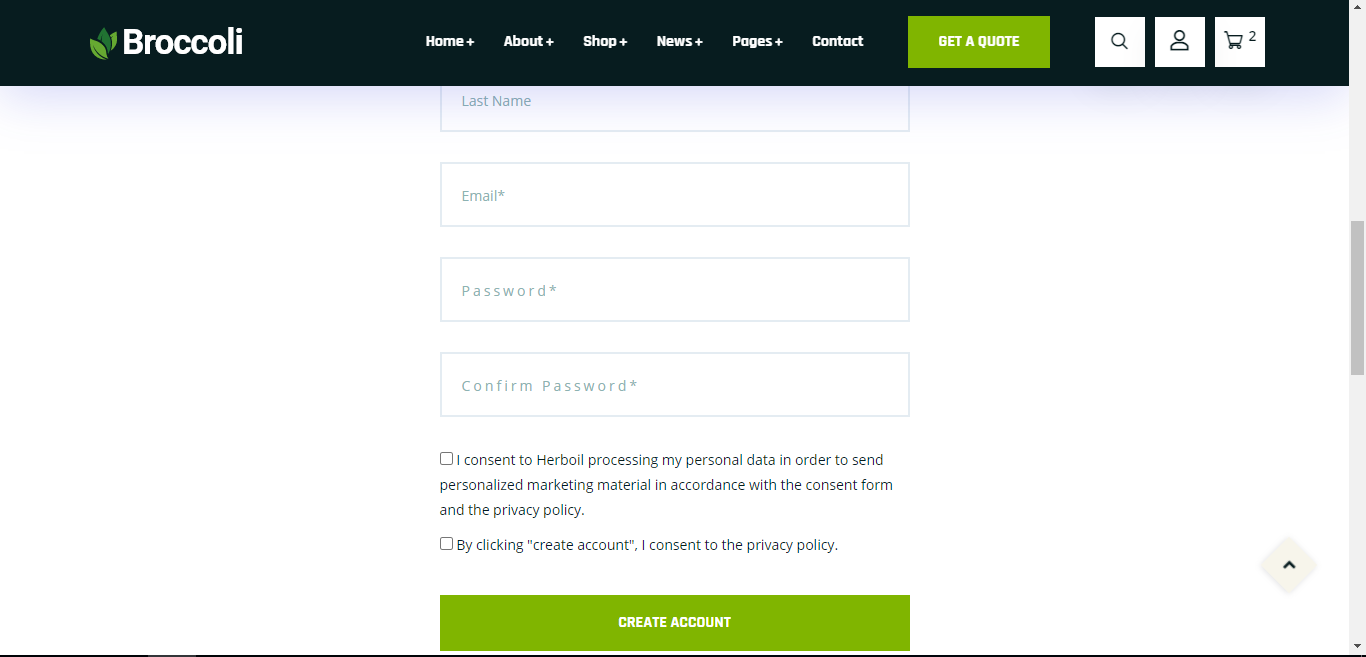 Broccoli
Home + About + Shop + News + Pages + Contact GET A QUOTE 2
Last Name
Email*
Password*
Confirm Password*
I consent to Herboil processing my personal data in order to send
personalized marketing material in accordance with the consent form
and the privacy policy.
By clicking "create account", I consent to the privacy policy.
CREATE ACCOUNT